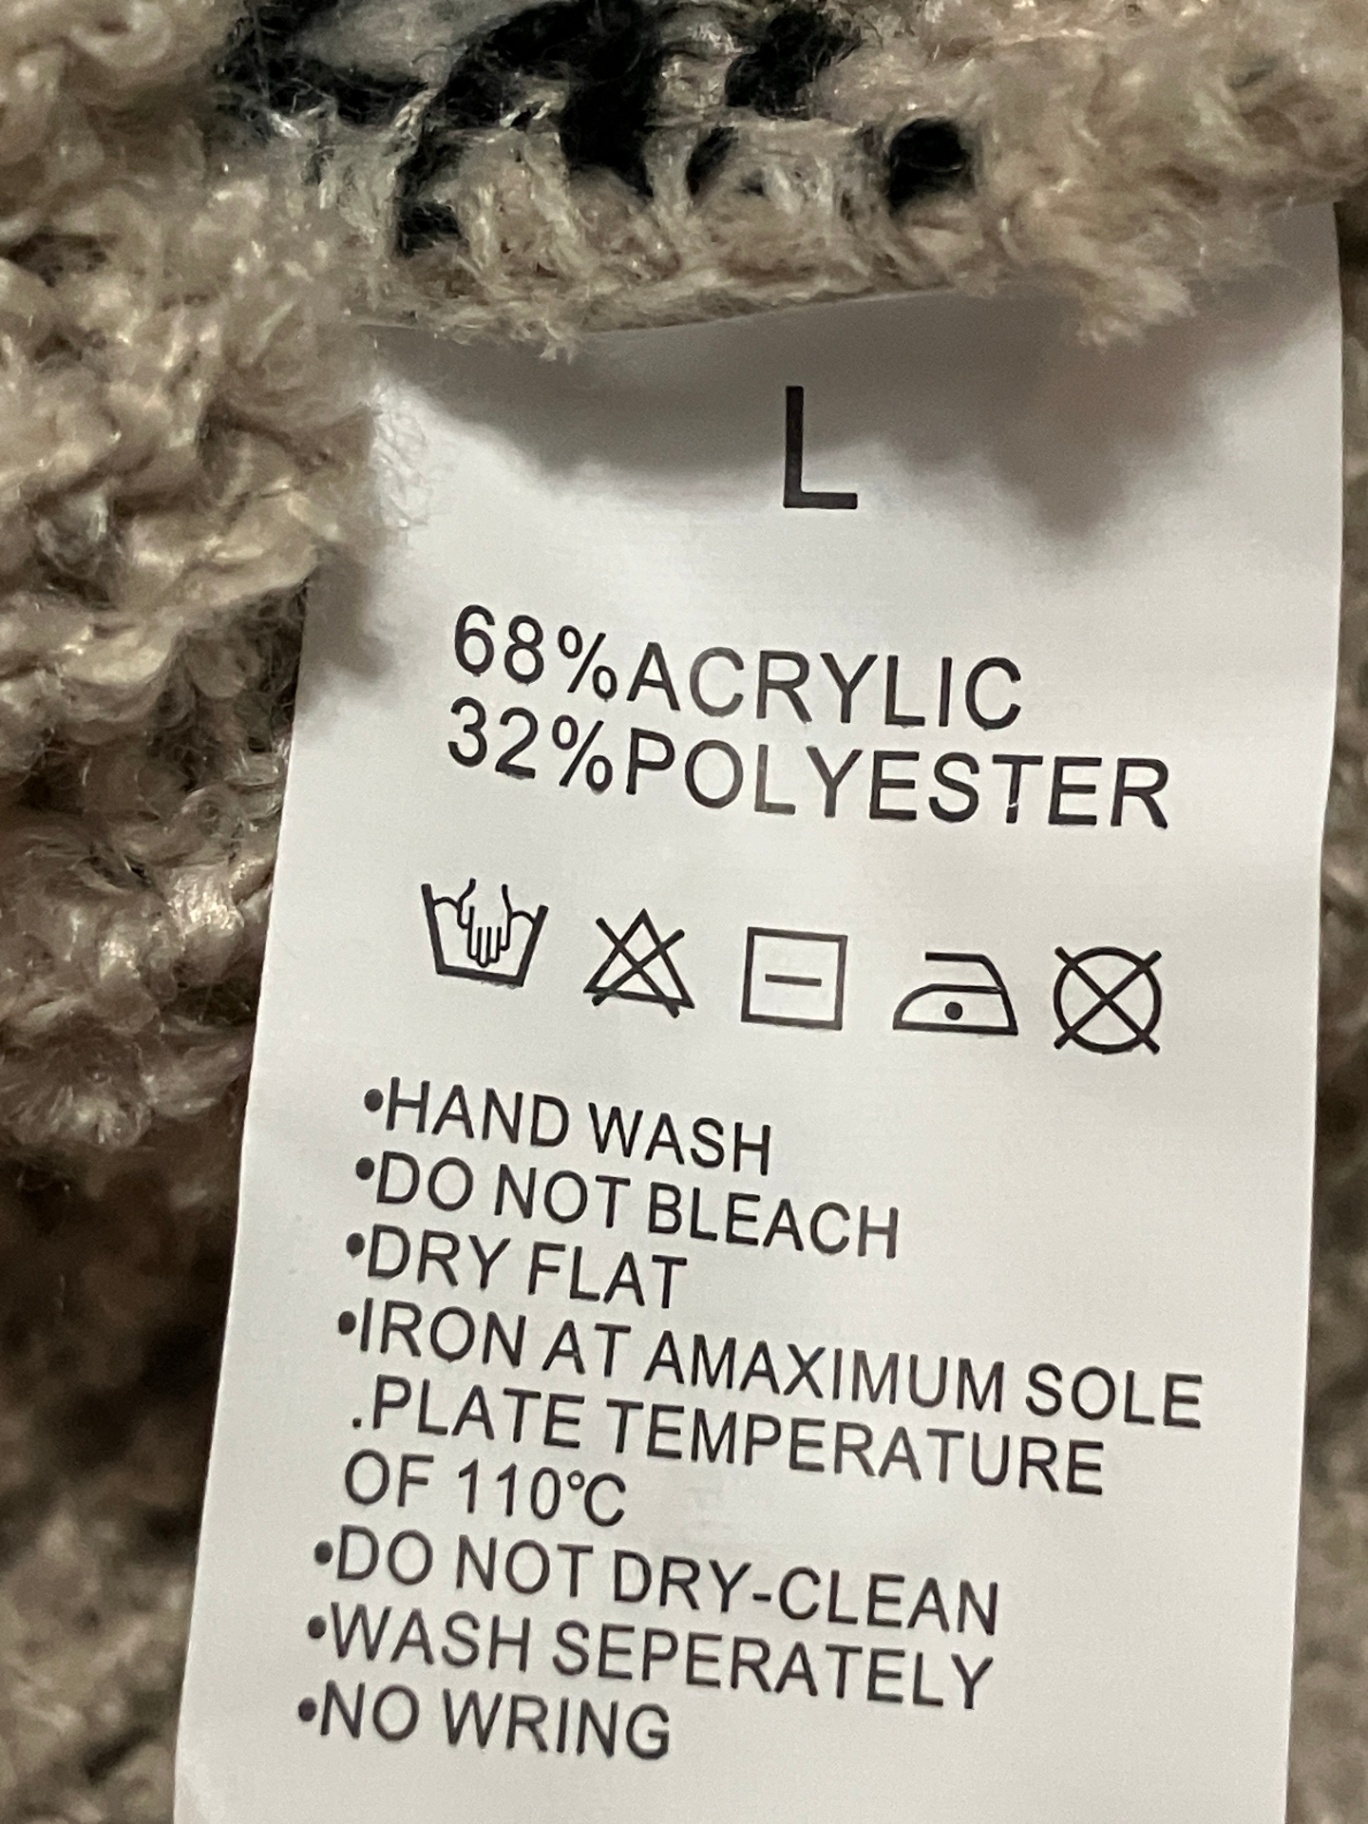 L
68%ACRYLIC
32%POLYESTER
•HAND WASH
•DO NOT BLEACH
•DRY FLAT
•IRON AT AMAXIMUM SOLE
.PLATE TEMPERATURE
OF 110℃
•DO NOT DRY-CLEAN
•WASH SEPERATELY
•NO WRING